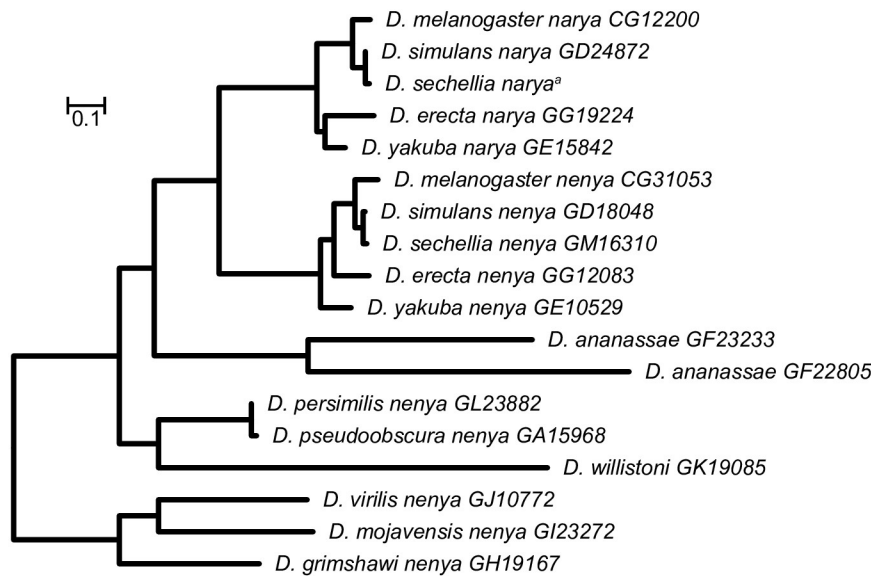 D. melanogaster narya CG12200
D. simulans narya GD24872
D. sechellia naryaᵃ
0.1
D. erecta narya GG19224
D. yakuba narya GE15842
D. melanogaster nenya CG31053
D. simulans nenya GD18048
D. sechellia nenya GM16310
D. erecta nenya GG12083
D. yakuba nenya GE10529
D. ananassae GF23233
D. ananassae GF22805
D. persimilis nenya GL23882
D. pseudoobscura nenya GA15968
D. willistoni GK19085
D. virilis nenya GJ10772
D. mojavensis nenya GI23272
D. grimshawi nenya GH19167